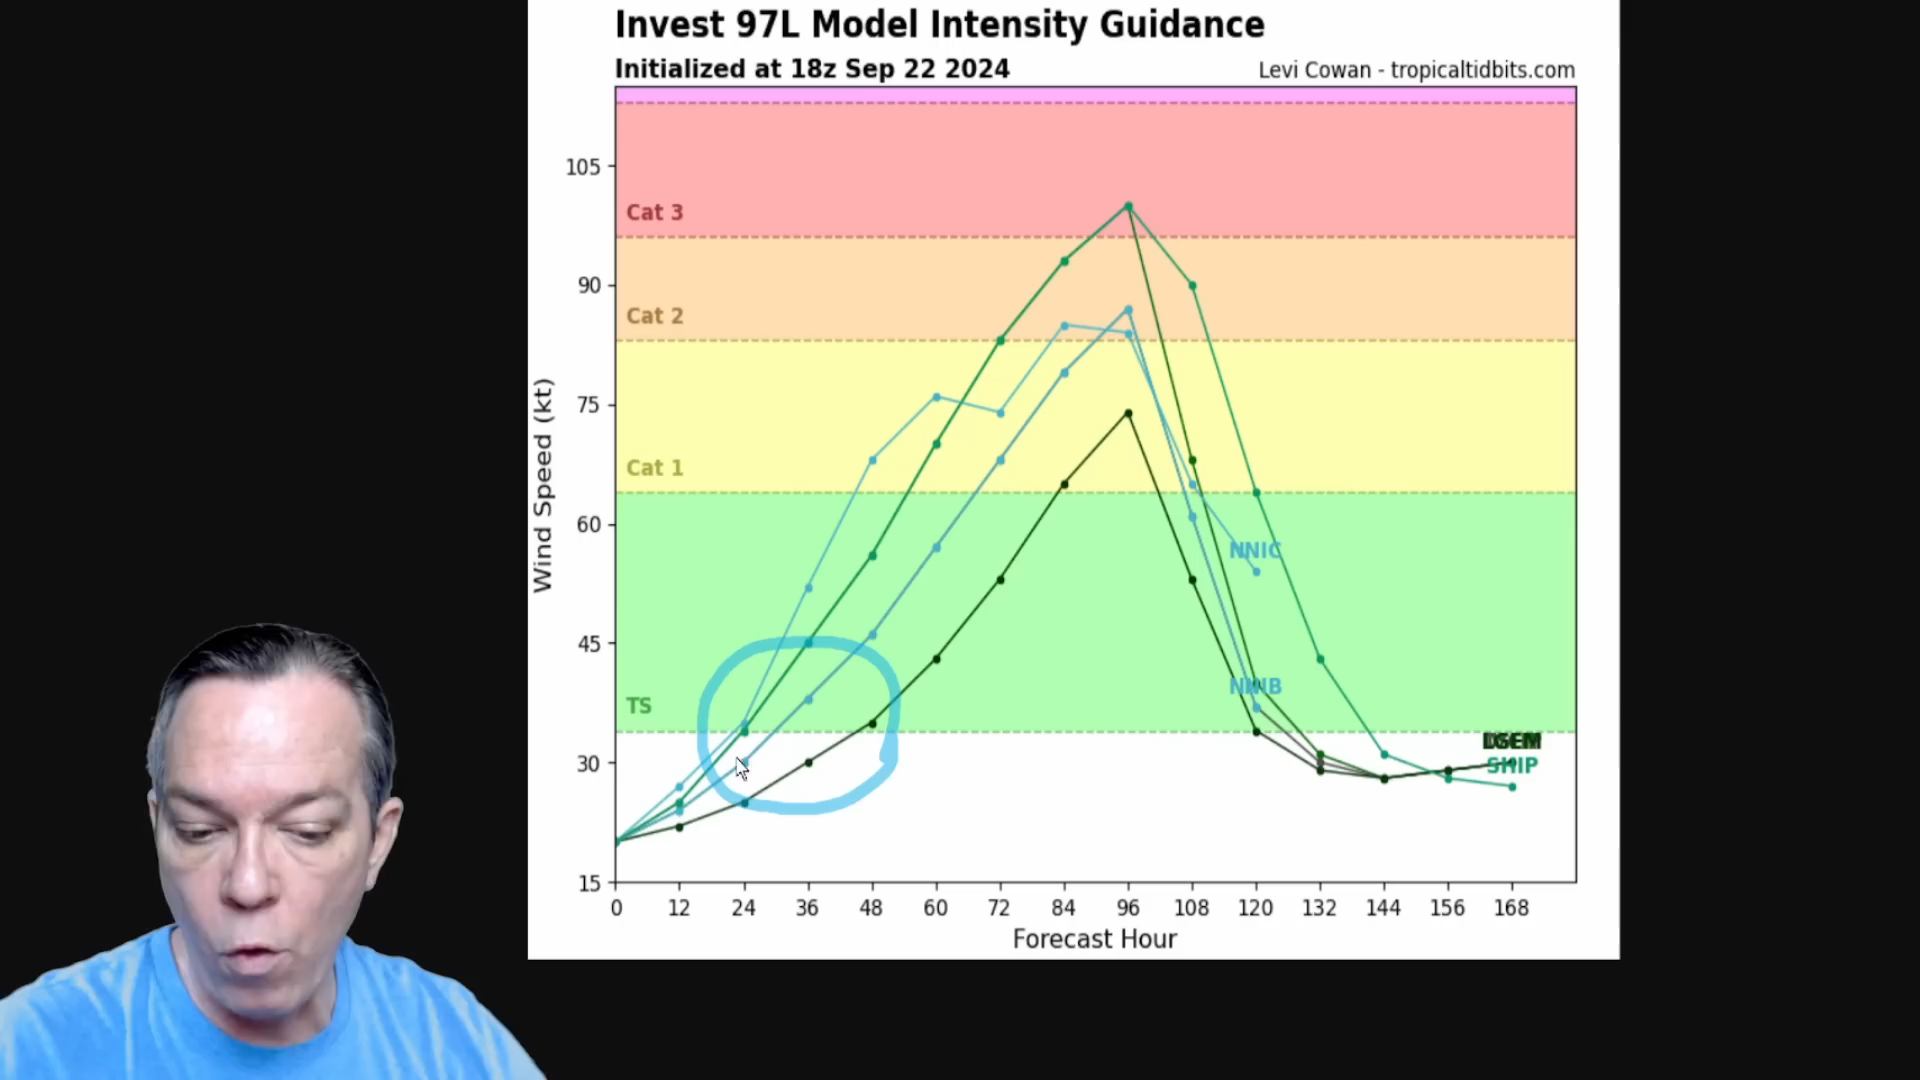 Invest 97L Model Intensity Guidance
Initialized at 18z Sep 22 2024
Levi Cowan - tropicaltidbits.com
105
90
75
60
45
30
15
Wind Speed (kt)
Cat 3
Cat 2
Cat 1
TS
NNIC
NNIB
SHIP
0 12 24 36 48 60 72 84 96 108 120 132 144 156 168
Forecast Hour